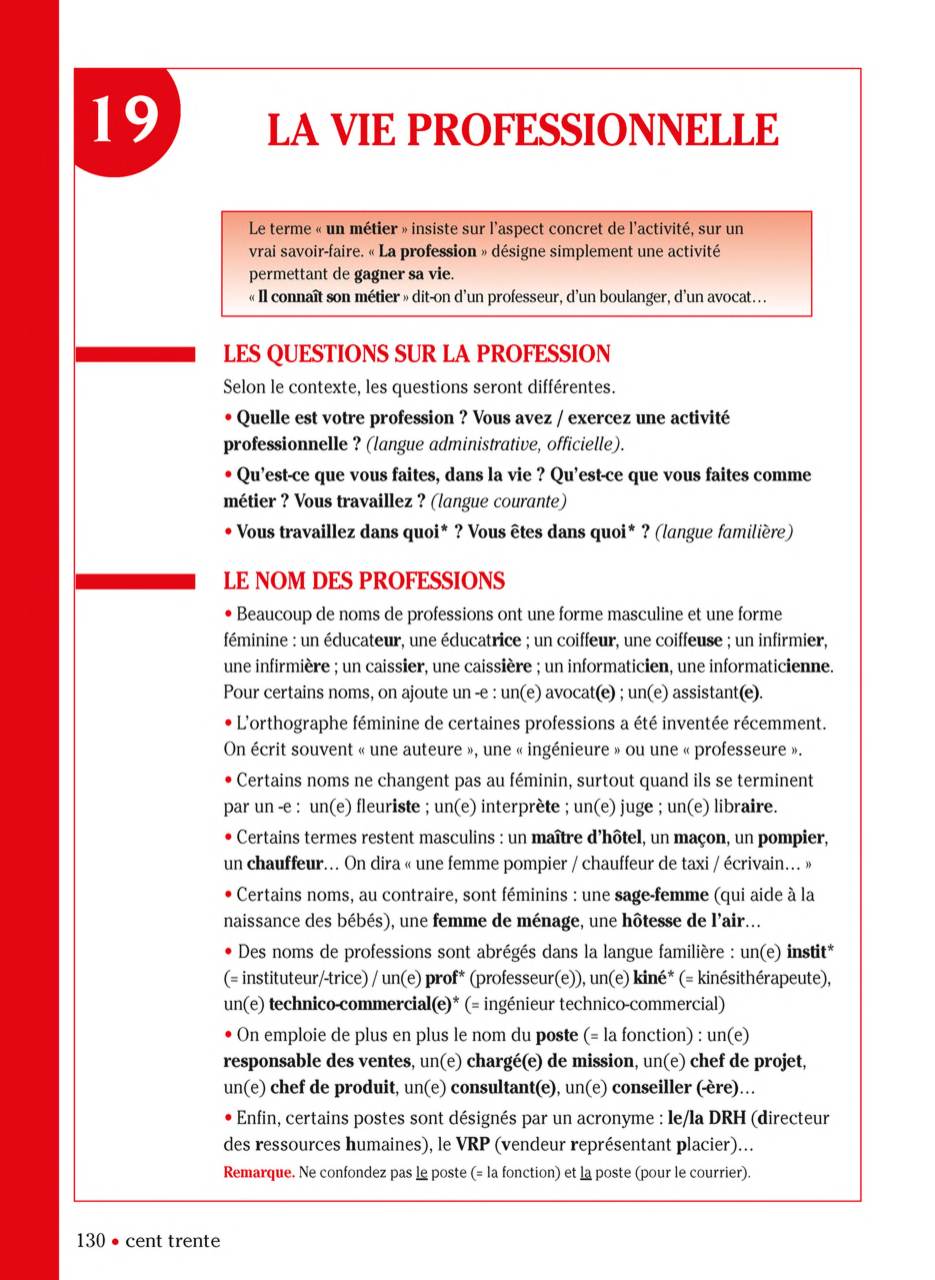 19
LA VIE PROFESSIONNELLE
Le terme « un métier » insiste sur l'aspect concret de l'activité, sur un
vrai savoir-faire. « La profession » désigne simplement une activité
permettant de gagner sa vie.
« Il connaît son métier » dit-on d'un professeur, d'un boulanger, d'un avocat…
LES QUESTIONS SUR LA PROFESSION
Selon le contexte, les questions seront différentes.
• Quelle est votre profession ? Vous avez / exercez une activité
professionnelle ? (langue administrative, officielle).
• Qu'est-ce que vous faites, dans la vie ? Qu'est-ce que vous faites comme
métier ? Vous travaillez ? (langue courante)
• Vous travaillez dans quoi* ? Vous êtes dans quoi* ? (langue familière)
LE NOM DES PROFESSIONS
• Beaucoup de noms de professions ont une forme masculine et une forme
féminine : un éducateur, une éducatrice ; un coiffeur, une coiffeuse ; un infirmier,
une infirmière ; un caissier, une caissière ; un informaticien, une informaticienne.
Pour certains noms, on ajoute un -e : un(e) avocat(e) ; un(e) assistant(e).
• L'orthographe féminine de certaines professions a été inventée récemment.
On écrit souvent « une auteure », une « ingénieure » ou une « professeure ».
• Certains noms ne changent pas au féminin, surtout quand ils se terminent
par un -e : un(e) fleuriste ; un(e) interprète ; un(e) juge ; un(e) libraire.
• Certains termes restent masculins : un maître d'hôtel, un maçon, un pompier,
un chauffeur… On dira « une femme pompier / chauffeur de taxi / écrivain… »
• Certains noms, au contraire, sont féminins : une sage-femme (qui aide à la
naissance des bébés), une femme de ménage, une hôtesse de l'air…
• Des noms de professions sont abrégés dans la langue familière : un(e) instit*
(= instituteur/-trice) / un(e) prof* (professeur(e)), un(e) kiné* (= kinésithérapeute),
un(e) technico-commercial(e)* (= ingénieur technico-commercial)
• On emploie de plus en plus le nom du poste (= la fonction) : un(e)
responsable des ventes, un(e) chargé(e) de mission, un(e) chef de projet,
un(e) chef de produit, un(e) consultant(e), un(e) conseiller (-ère)…
• Enfin, certains postes sont désignés par un acronyme : le/la DRH (directeur
des ressources humaines), le VRP (vendeur représentant placier)…
Remarque. Ne confondez pas le poste (= la fonction) et la poste (pour le courrier).
130 • cent trente